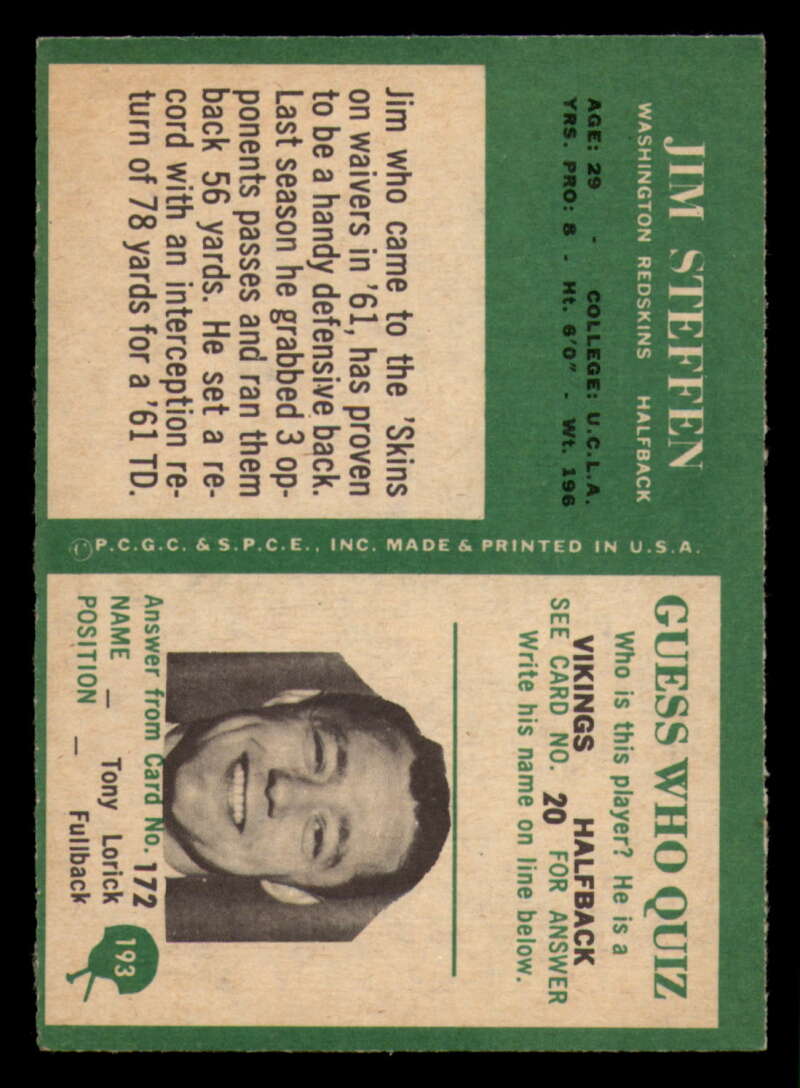 JIM STEFFEN
WASHINGTON REDSKINS HALFBACK
AGE: 29 - COLLEGE: U.C.L.A.
YRS. PRO: 8 - Ht. 6'0" - Wt. 196
Jim who came to the 'Skins
on waivers in '61, has proven
to be a handy defensive back.
Last season he grabbed 3 op-
ponents passes and ran them
back 56 yards. He set a re-
cord with an interception re-
turn of 78 yards for a '61 TD.
©P.C.G.C. & S.P.C.E., INC. MADE & PRINTED IN U.S.A.
GUESS WHO QUIZ
Who is this player? He is a
VIKINGS HALFBACK
SEE CARD NO. 20 FOR ANSWER
Write his name on line below.
Answer from Card No. 172
NAME — Tony Lorick
POSITION — Fullback
193